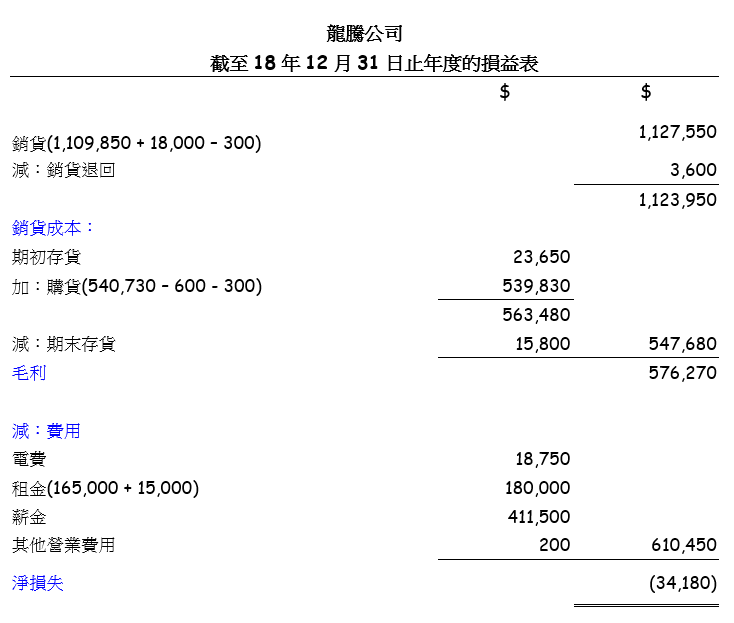 龍騰公司
截至 18 年 12 月 31 日止年度的損益表
$ $
銷貨(1,109,850 + 18,000 – 300) 1,127,550
減：銷貨退回 3,600
1,123,950
銷貨成本：
期初存貨 23,650
加：購貨(540,730 – 600 - 300) 539,830
563,480
減：期末存貨 15,800 547,680
毛利 576,270
減：費用
電費 18,750
租金(165,000 + 15,000) 180,000
薪金 411,500
其他營業費用 200 610,450
淨損失 (34,180)